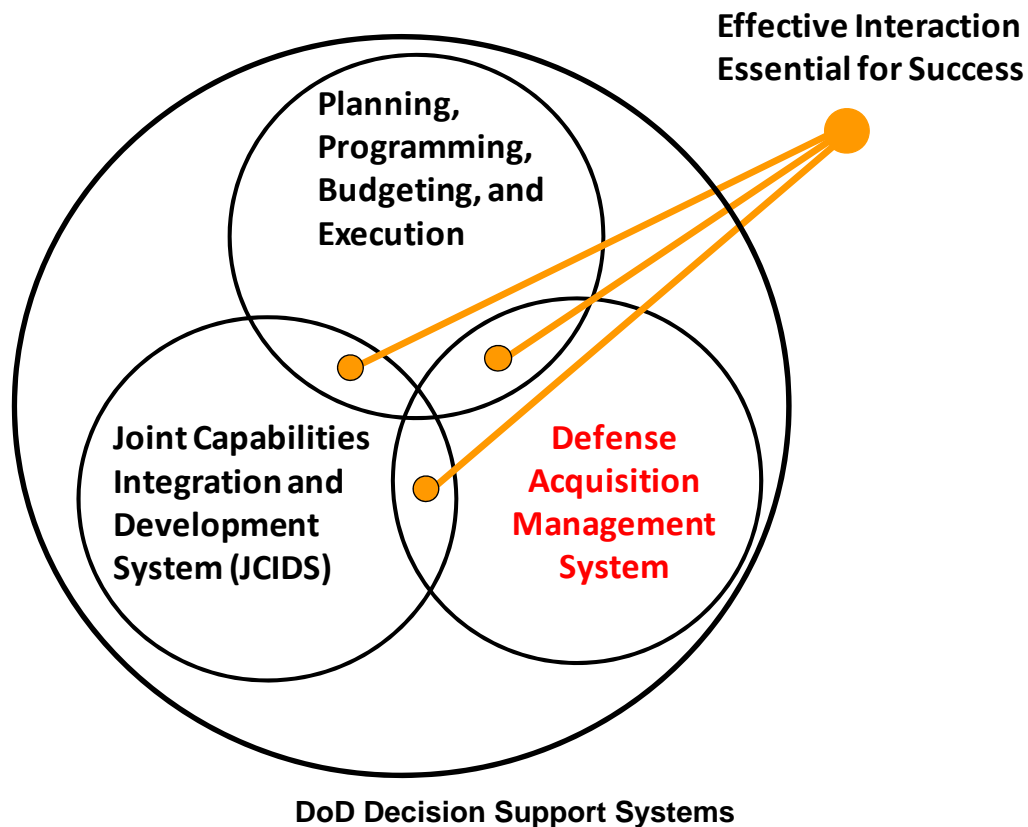 Effective Interaction
Essential for Success
Planning,
Programming,
Budgeting, and
Execution
Joint Capabilities
Integration and
Development
System (JCIDS)
Defense
Acquisition
Management
System
DoD Decision Support Systems